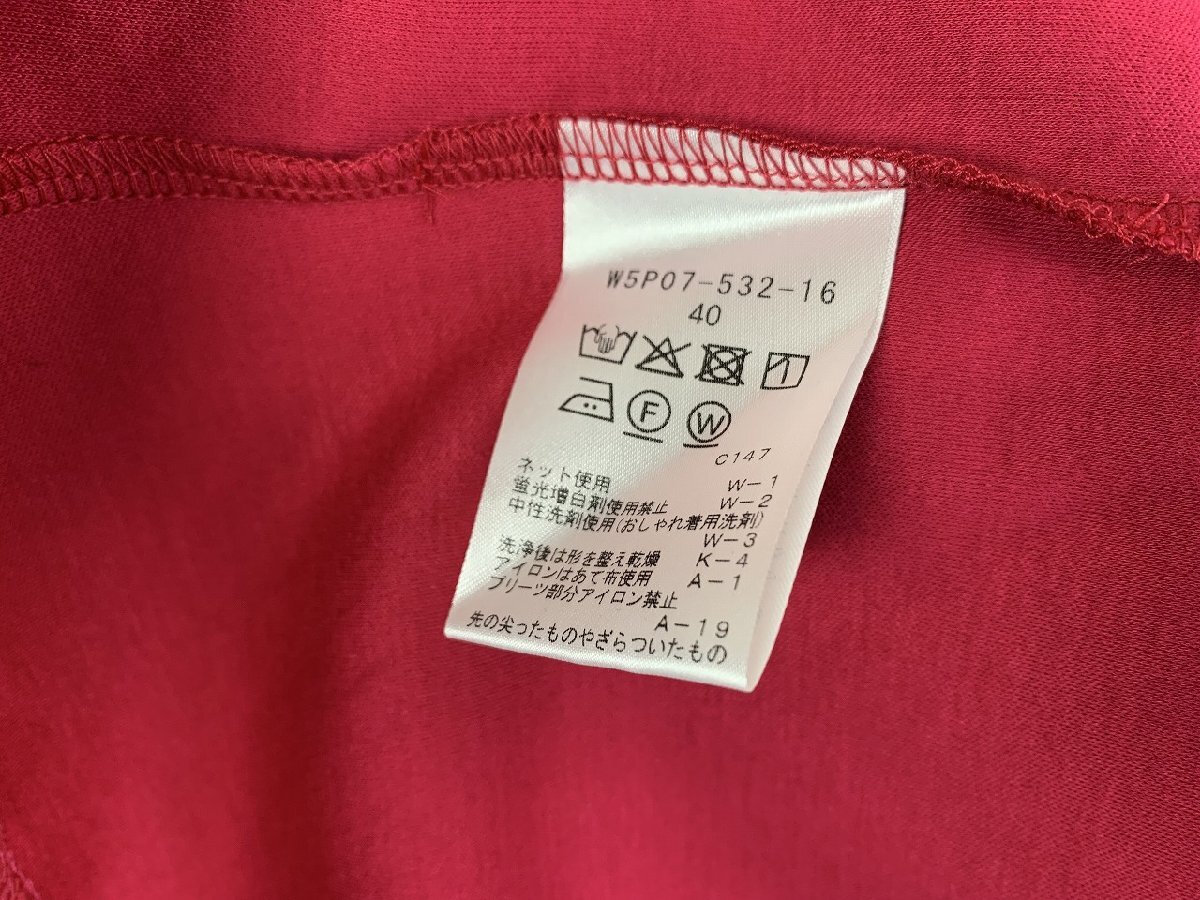 W5P07-532-16
40
F W
C147
ネット使用 W-1
蛍光増白剤使用禁止 W-2
中性洗剤使用(おしゃれ着用洗剤)
W-3
洗浄後は形を整え乾燥 K-4
アイロンはあて布使用 A-1
プリーツ部分アイロン禁止
A-19
先の尖ったものやざらついたもの